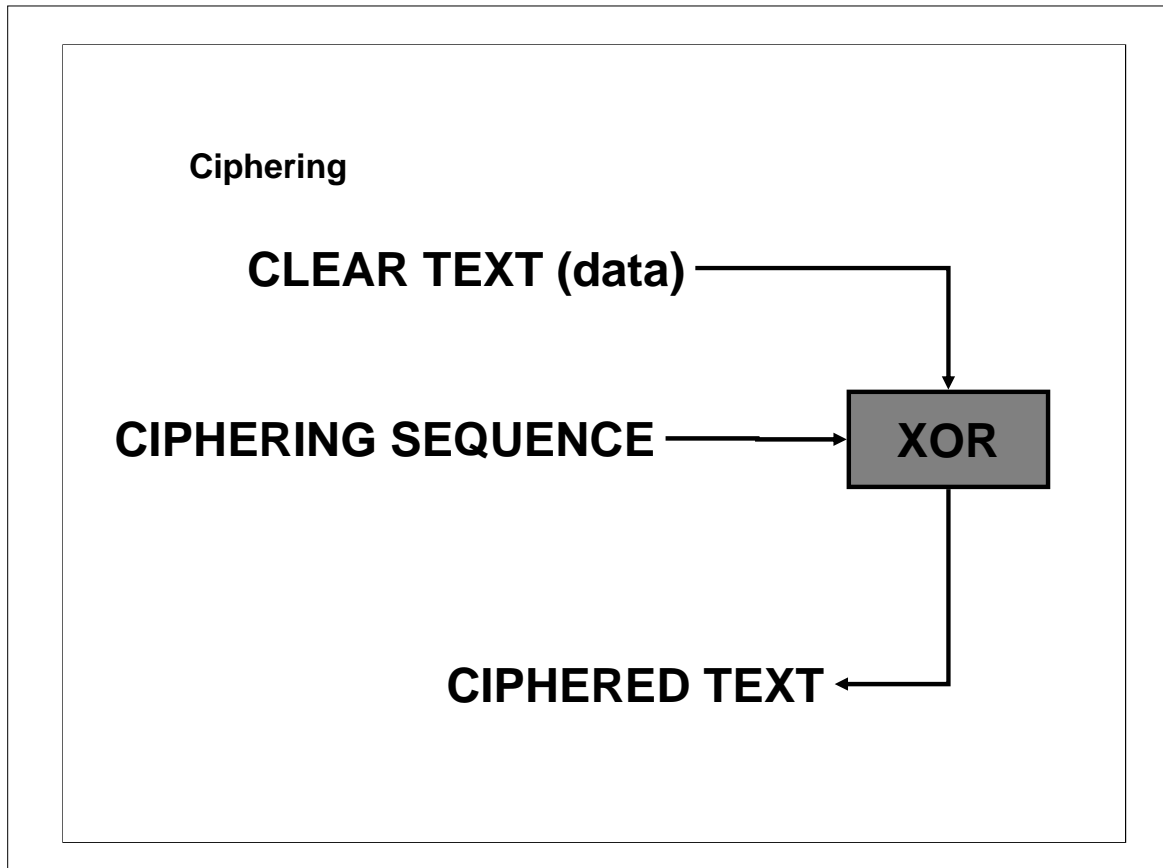 Ciphering
CLEAR TEXT (data)
CIPHERING SEQUENCE
XOR
CIPHERED TEXT